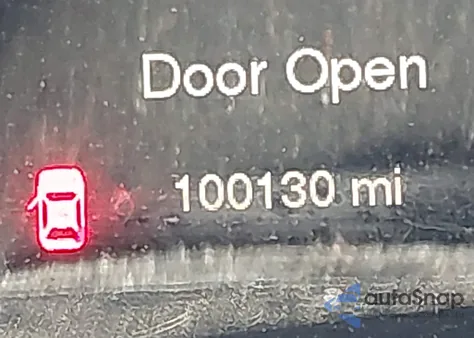 Door Open
100130 mi
autoSnap